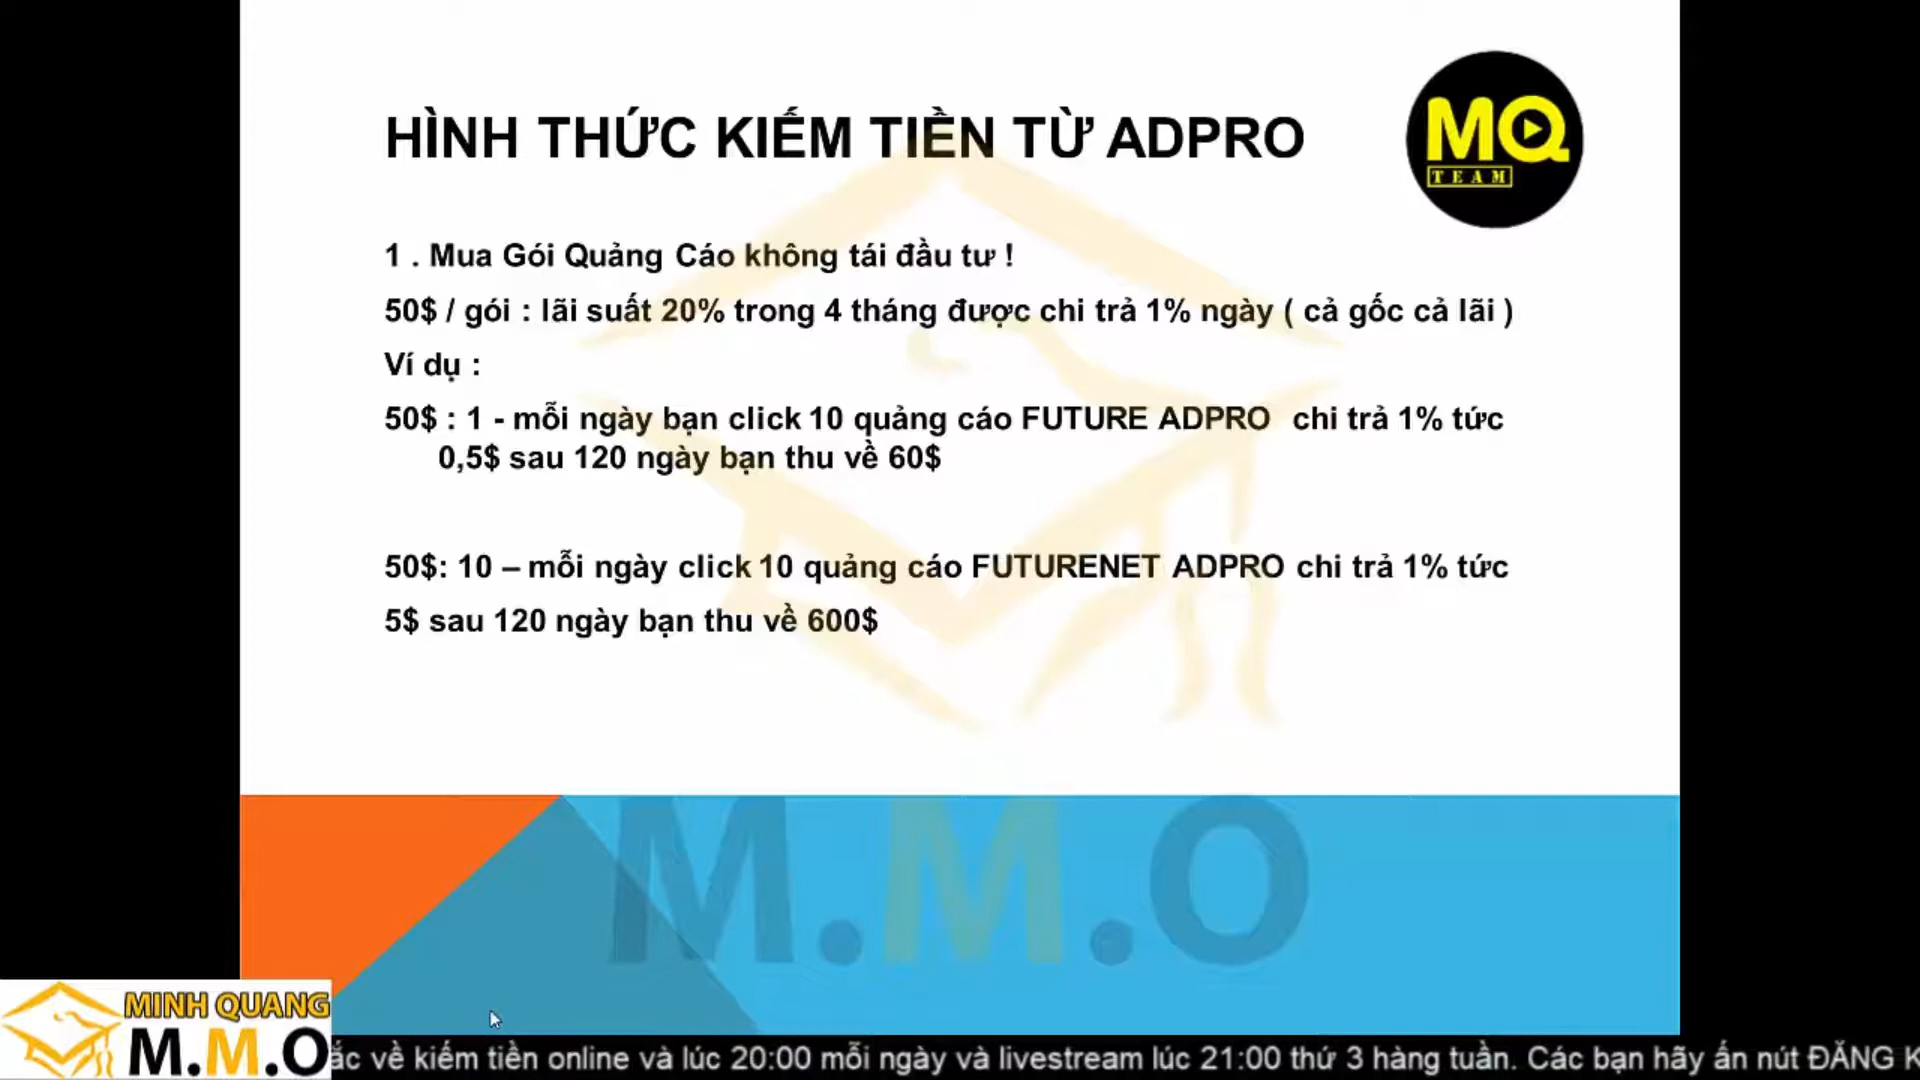 HÌNH THỨC KIẾM TIỀN TỪ ADPRO
MQ
TEAM
1 . Mua Gói Quảng Cáo không tái đầu tư !
50$ / gói : lãi suất 20% trong 4 tháng được chi trả 1% ngày ( cả gốc cả lãi )
Ví dụ :
50$ : 1 - mỗi ngày bạn click 10 quảng cáo FUTURE ADPRO chi trả 1% tức
0,5$ sau 120 ngày bạn thu về 60$
50$: 10 – mỗi ngày click 10 quảng cáo FUTURENET ADPRO chi trả 1% tức
5$ sau 120 ngày bạn thu về 600$
M.M.O
MINH QUANG
M.M.O
về kiếm tiền online và lúc 20:00 mỗi ngày và livestream lúc 21:00 thứ 3 hàng tuần. Các bạn hãy ấn nút ĐĂNG